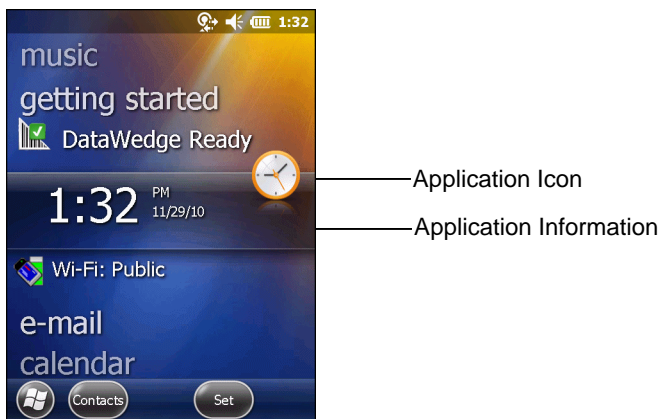 1:32
music
getting started
DataWedge Ready
Application Icon
1:32 PM
11/29/10
Application Information
Wi-Fi: Public
e-mail
calendar
Contacts Set